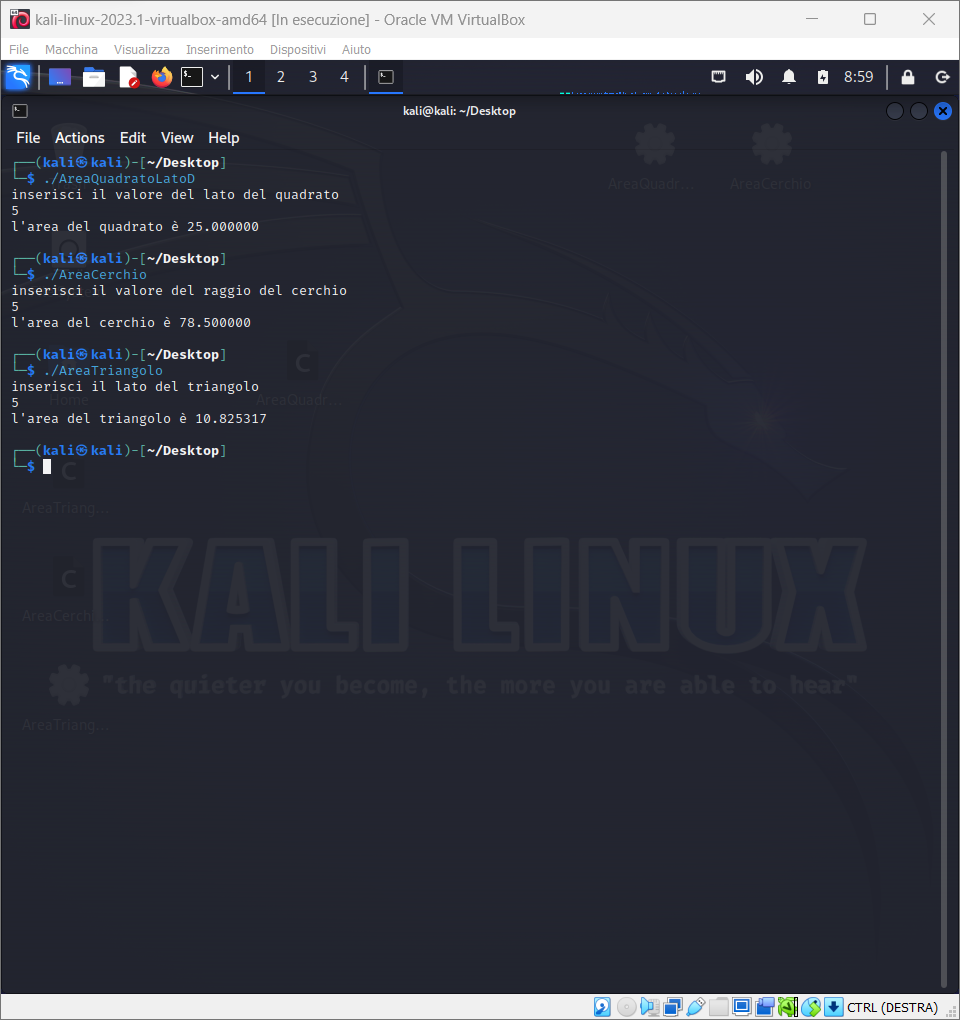 kali-linux-2023.1-virtualbox-amd64 [In esecuzione] - Oracle VM VirtualBox
File Macchina Visualizza Inserimento Dispositivi Aiuto
1 2 3 4 8:59
kali@kali: ~/Desktop
File Actions Edit View Help
┌──(kali㉿kali)-[~/Desktop]
└─$ ./AreaQuadratoLatoD
inserisci il valore del lato del quadrato
5
l'area del quadrato è 25.000000
┌──(kali㉿kali)-[~/Desktop]
└─$ ./AreaCerchio
inserisci il valore del raggio del cerchio
5
l'area del cerchio è 78.500000
┌──(kali㉿kali)-[~/Desktop]
└─$ ./AreaTriangolo
inserisci il lato del triangolo
5
l'area del triangolo è 10.825317
┌──(kali㉿kali)-[~/Desktop]
└─$
AreaQuadr... AreaCerchio
Home AreaQuadr...
AreaTriang...
AreaCerch
KALI LINUX
"the quieter you become, the more you are able to hear"
AreaTriang...
CTRL (DESTRA)